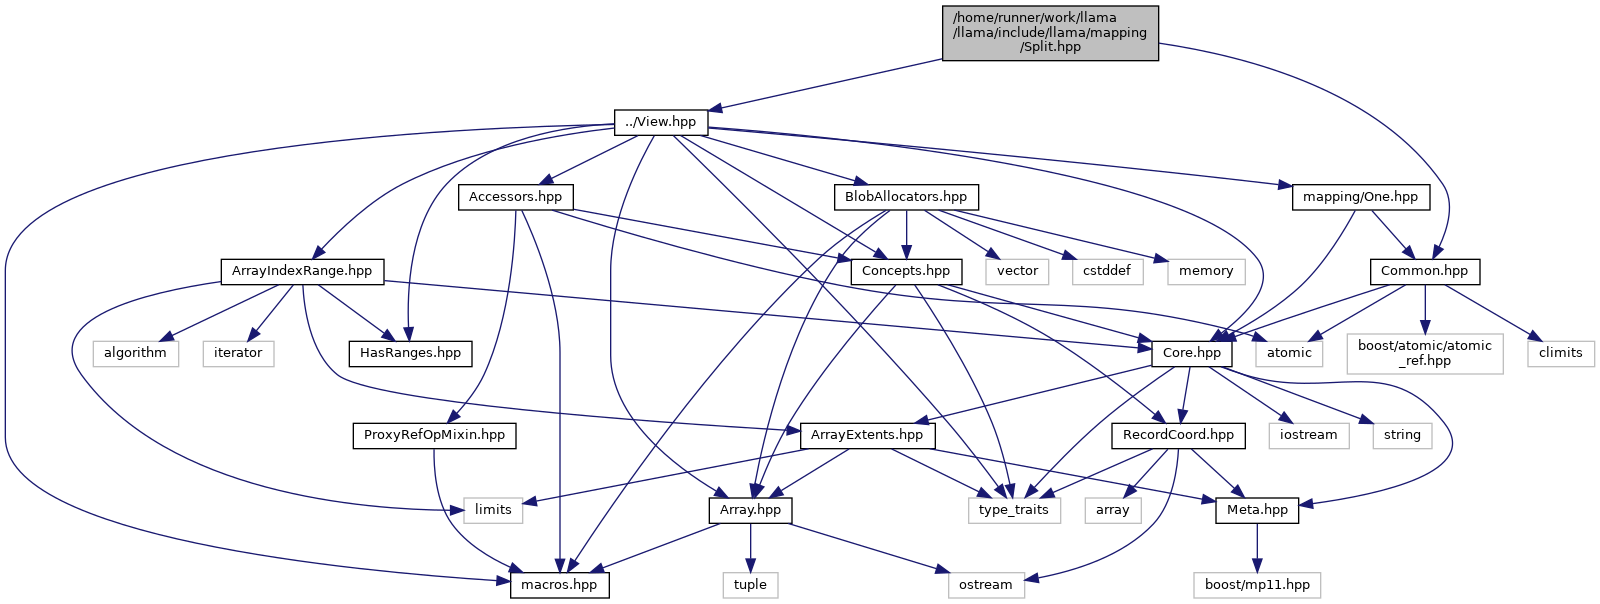 /home/runner/work/llama
/llama/include/llama/mapping
/Split.hpp
../View.hpp
Accessors.hpp
BlobAllocators.hpp
mapping/One.hpp
ArrayIndexRange.hpp
Concepts.hpp
vector
cstddef
memory
Common.hpp
algorithm
iterator
HasRanges.hpp
Core.hpp
atomic
boost/atomic/atomic
_ref.hpp
climits
ProxyRefOpMixin.hpp
ArrayExtents.hpp
RecordCoord.hpp
iostream
string
limits
Array.hpp
type_traits
array
Meta.hpp
macros.hpp
tuple
ostream
boost/mp11.hpp